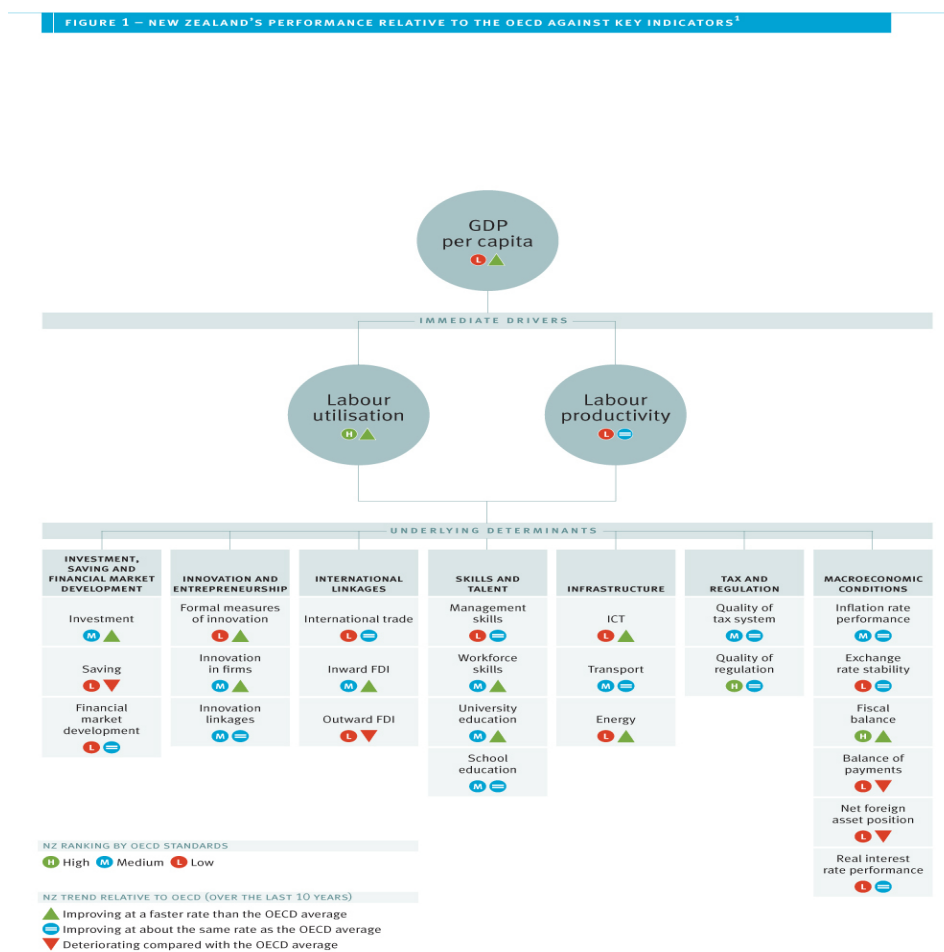 FIGURE 1 – NEW ZEALAND'S PERFORMANCE RELATIVE TO THE OECD AGAINST KEY INDICATORS¹
GDP
per capita
L
IMMEDIATE DRIVERS
Labour
utilisation
H
Labour
productivity
L
UNDERLYING DETERMINANTS
INVESTMENT,
SAVING AND
FINANCIAL MARKET
DEVELOPMENT
Investment
M
Saving
L
Financial
market
development
L
INNOVATION AND
ENTREPRENEURSHIP
Formal measures
of innovation
L
Innovation
in firms
M
Innovation
linkages
M
INTERNATIONAL
LINKAGES
International trade
L
Inward FDI
M
Outward FDI
L
SKILLS AND
TALENT
Management
skills
L
Workforce
skills
M
University
education
M
School
education
M
INFRASTRUCTURE
ICT
L
Transport
M
Energy
L
TAX AND
REGULATION
Quality of
tax system
M
Quality of
regulation
H
MACROECONOMIC
CONDITIONS
Inflation rate
performance
M
Exchange
rate stability
L
Fiscal
balance
H
Balance of
payments
L
Net foreign
asset position
L
Real interest
rate performance
L
NZ RANKING BY OECD STANDARDS
H High M Medium L Low
NZ TREND RELATIVE TO OECD (OVER THE LAST 10 YEARS)
Improving at a faster rate than the OECD average
Improving at about the same rate as the OECD average
Deteriorating compared with the OECD average